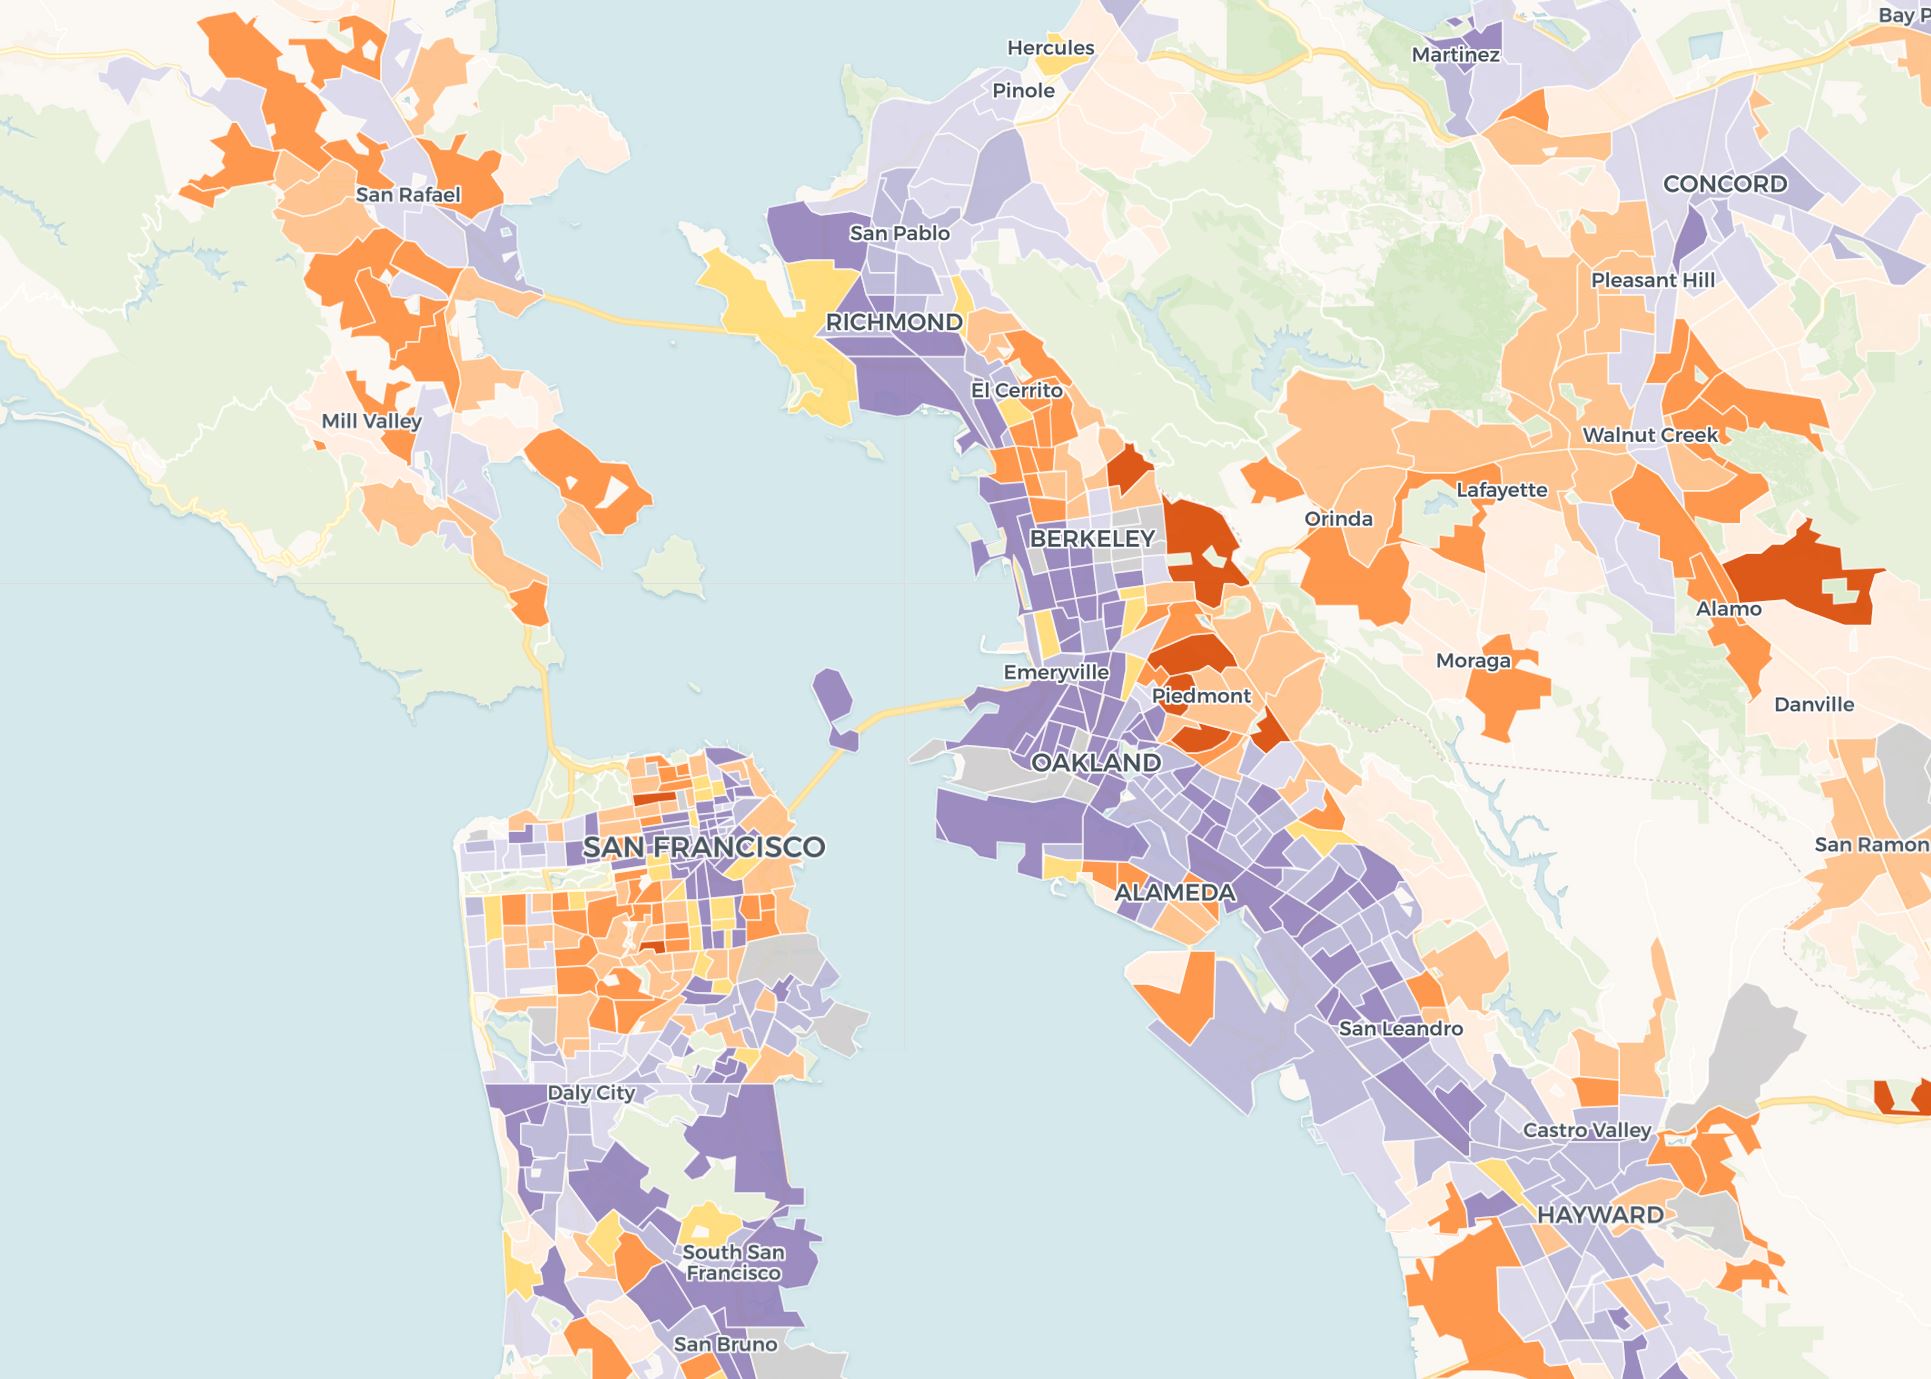 Bay P
Hercules
Martinez
Pinole
CONCORD
San Rafael
San Pablo
Pleasant Hill
RICHMOND
El Cerrito
Mill Valley
Walnut Creek
Lafayette
Orinda
BERKELEY
Alamo
Moraga
Emeryville
Piedmont
Danville
OAKLAND
San Ramon
SAN FRANCISCO
ALAMEDA
San Leandro
Daly City
Castro Valley
HAYWARD
South San
Francisco
San Bruno